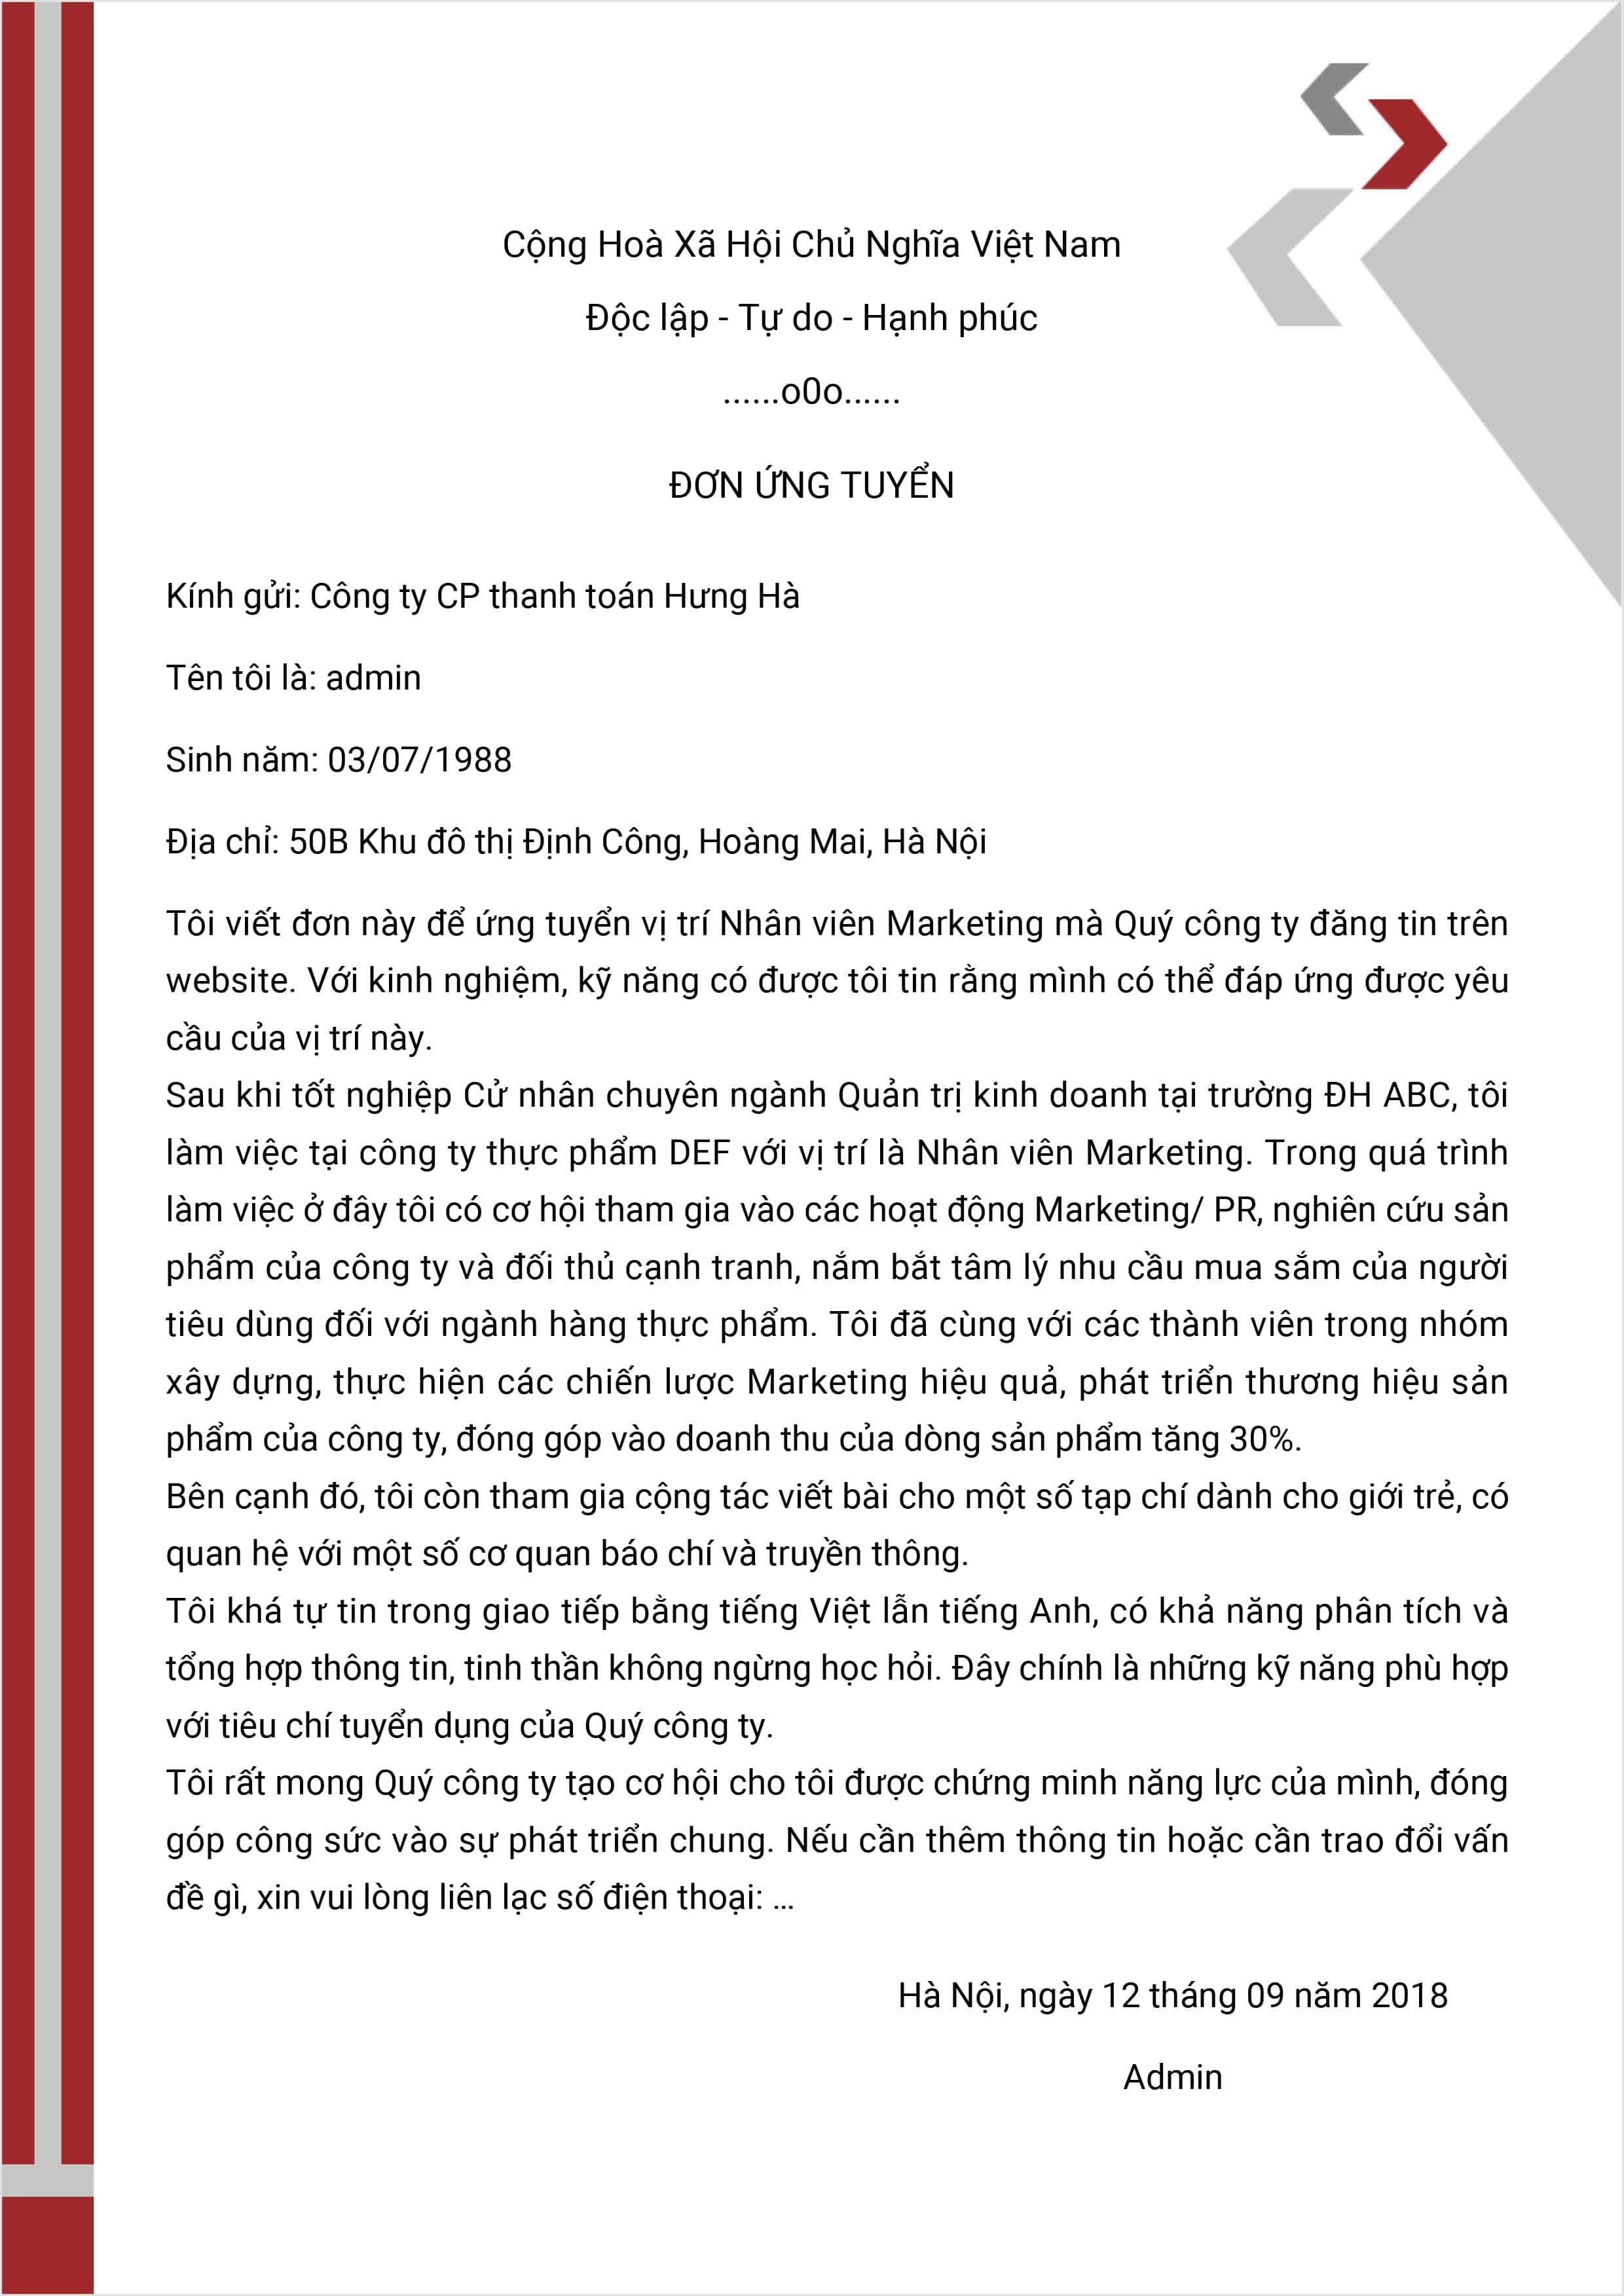 Cộng Hoà Xã Hội Chủ Nghĩa Việt Nam
Độc lập - Tự do - Hạnh phúc
......o0o......
ĐƠN ỨNG TUYỂN
Kính gửi: Công ty CP thanh toán Hưng Hà
Tên tôi là: admin
Sinh năm: 03/07/1988
Địa chỉ: 50B Khu đô thị Định Công, Hoàng Mai, Hà Nội
Tôi viết đơn này để ứng tuyển vị trí Nhân viên Marketing mà Quý công ty đăng tin trên
website. Với kinh nghiệm, kỹ năng có được tôi tin rằng mình có thể đáp ứng được yêu
cầu của vị trí này.
Sau khi tốt nghiệp Cử nhân chuyên ngành Quản trị kinh doanh tại trường ĐH ABC, tôi
làm việc tại công ty thực phẩm DEF với vị trí là Nhân viên Marketing. Trong quá trình
làm việc ở đây tôi có cơ hội tham gia vào các hoạt động Marketing/ PR, nghiên cứu sản
phẩm của công ty và đối thủ cạnh tranh, nắm bắt tâm lý nhu cầu mua sắm của người
tiêu dùng đối với ngành hàng thực phẩm. Tôi đã cùng với các thành viên trong nhóm
xây dựng, thực hiện các chiến lược Marketing hiệu quả, phát triển thương hiệu sản
phẩm của công ty, đóng góp vào doanh thu của dòng sản phẩm tăng 30%.
Bên cạnh đó, tôi còn tham gia cộng tác viết bài cho một số tạp chí dành cho giới trẻ, có
quan hệ với một số cơ quan báo chí và truyền thông.
Tôi khá tự tin trong giao tiếp bằng tiếng Việt lẫn tiếng Anh, có khả năng phân tích và
tổng hợp thông tin, tinh thần không ngừng học hỏi. Đây chính là những kỹ năng phù hợp
với tiêu chí tuyển dụng của Quý công ty.
Tôi rất mong Quý công ty tạo cơ hội cho tôi được chứng minh năng lực của mình, đóng
góp công sức vào sự phát triển chung. Nếu cần thêm thông tin hoặc cần trao đổi vấn
đề gì, xin vui lòng liên lạc số điện thoại: ...
Hà Nội, ngày 12 tháng 09 năm 2018
Admin